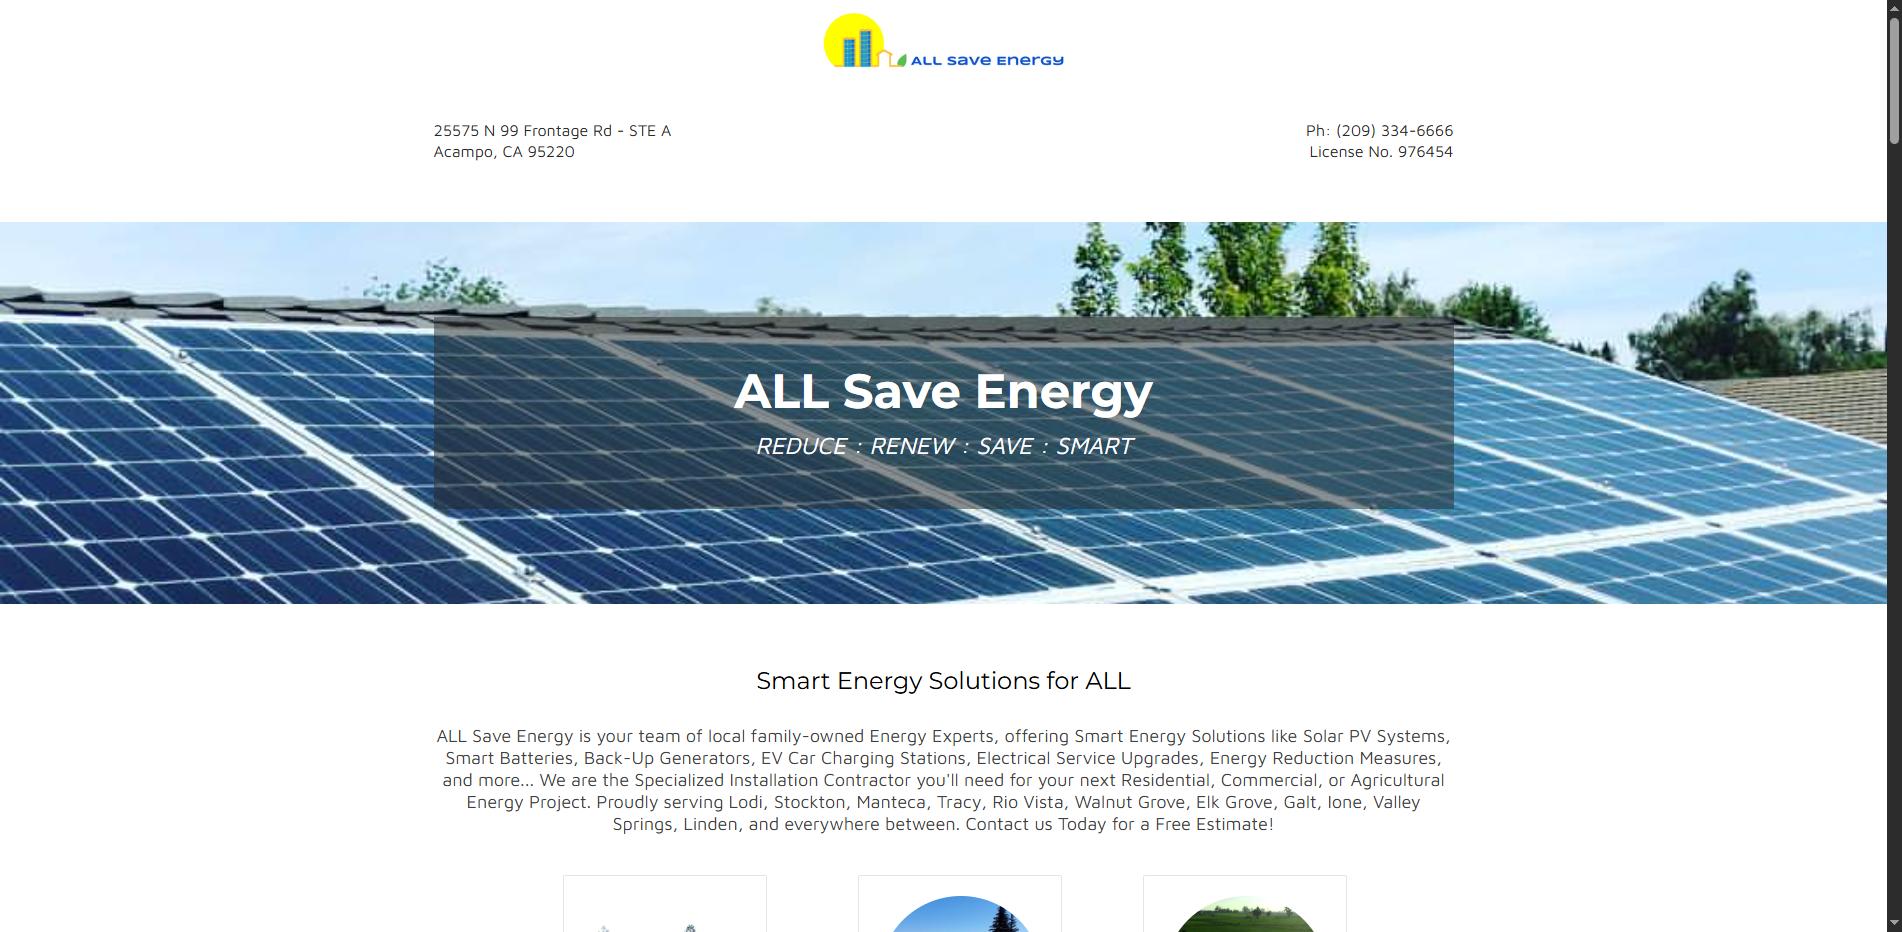 ALL Save Energy
25575 N 99 Frontage Rd - STE A
Acampo, CA 95220
Ph: (209) 334-6666
License No. 976454
ALL Save Energy
REDUCE : RENEW : SAVE : SMART
Smart Energy Solutions for ALL
ALL Save Energy is your team of local family-owned Energy Experts, offering Smart Energy Solutions like Solar PV Systems,
Smart Batteries, Back-Up Generators, EV Car Charging Stations, Electrical Service Upgrades, Energy Reduction Measures,
and more... We are the Specialized Installation Contractor you'll need for your next Residential, Commercial, or Agricultural
Energy Project. Proudly serving Lodi, Stockton, Manteca, Tracy, Rio Vista, Walnut Grove, Elk Grove, Galt, Ione, Valley
Springs, Linden, and everywhere between. Contact us Today for a Free Estimate!